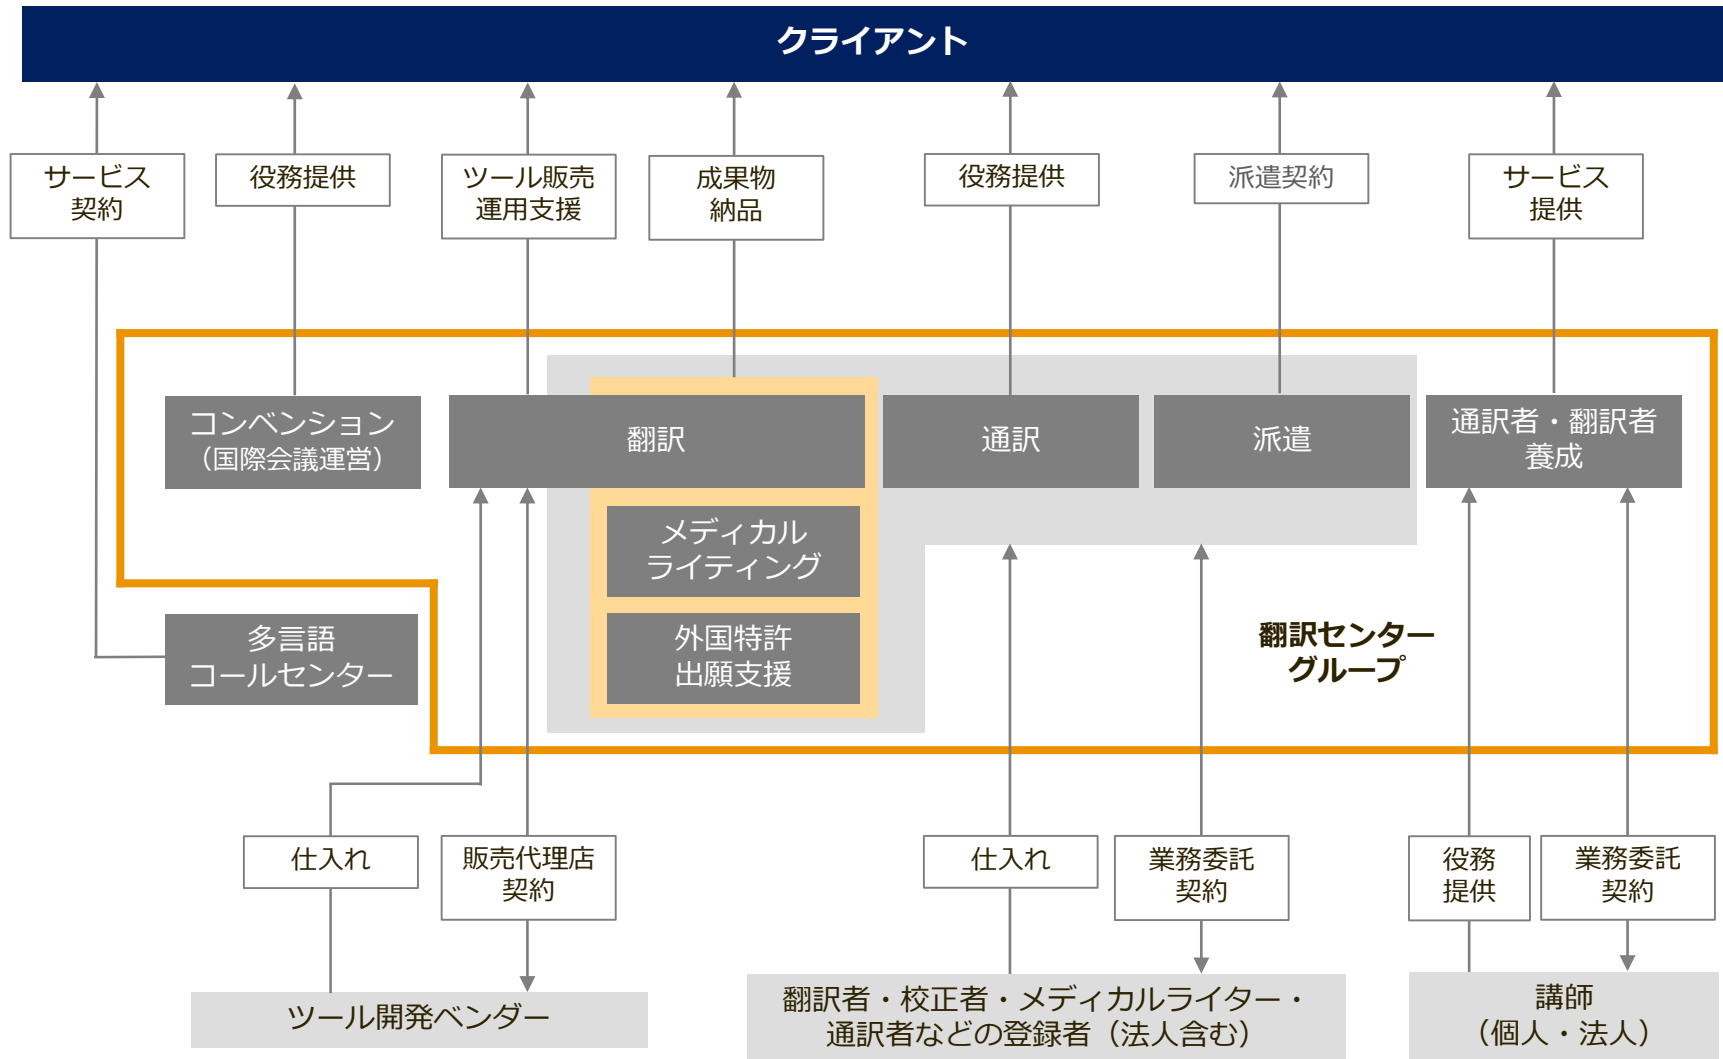 クライアント
サービス
契約
役務提供
ツール販売
運用支援
成果物
納品
役務提供
派遣契約
サービス
提供
コンベンション
（国際会議運営）
翻訳
通訳
派遣
通訳者・翻訳者
養成
メディカル
ライティング
多言語
コールセンター
外国特許
出願支援
翻訳センター
グループ
仕入れ
販売代理店
契約
仕入れ
業務委託
契約
役務
提供
業務委託
契約
ツール開発ベンダー
翻訳者・校正者・メディカルライター・
通訳者などの登録者（法人含む）
講師
（個人・法人）